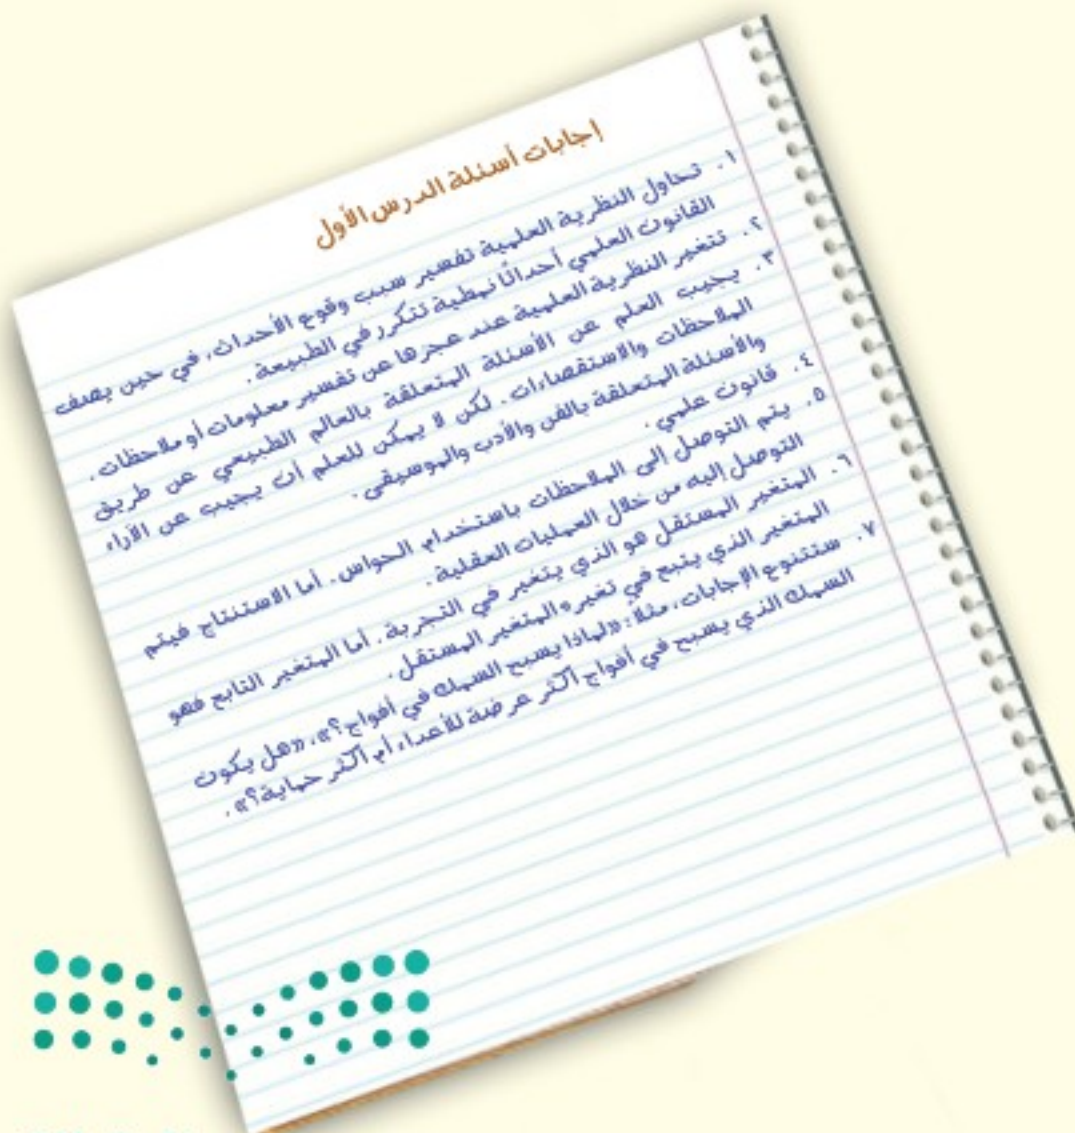 إجابات أسئلة الدرس الأول
١. تحاول النظرية العلمية تفسير سبب وقوع الأحداث، في حين يصف
القانون العلمي أحداثًا نمطية تتكرر في الطبيعة.
٢. تتغير النظرية العلمية عند عجزها عن تفسير معلومات أو ملاحظات.
٣. يجيب العلم عن الأسئلة المتعلقة بالعالم الطبيعي عن طريق
الملاحظات والاستقصاءات. لكن لا يمكن للعلم أن يجيب عن الآراء
والأسئلة المتعلقة بالفن والأدب والموسيقى.
٤. قانون علمي.
٥. يتم التوصل إلى الملاحظات باستخدام الحواس. أما الاستنتاج فيتم
التوصل إليه من خلال العمليات العقلية.
٦. المتغير المستقل هو الذي يتغير في التجربة. أما المتغير التابع فهو
المتغير الذي يتبع في تغيره المتغير المستقل.
٧. ستتنوع الإجابات، مثلاً: «لماذا يسبح السمك في أفواج؟»، «هل يكون
السمك الذي يسبح في أفواج أكثر عرضة للأعداء أم أكثر حماية؟».